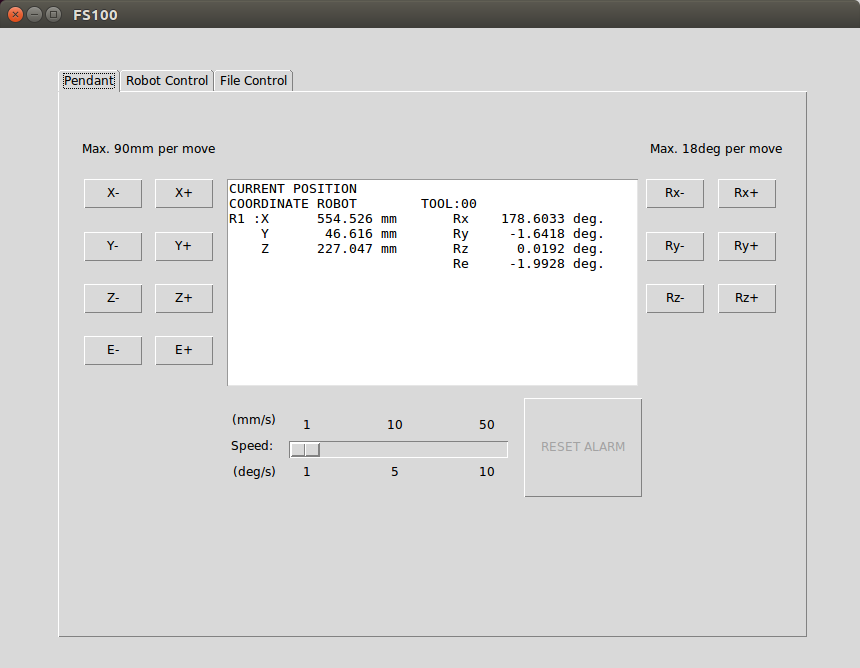 FS100
Pendant Robot Control File Control
Max. 90mm per move Max. 18deg per move
X- X+
Y- Y+
Z- Z+
E- E+
CURRENT POSITION
COORDINATE ROBOT TOOL:00
R1 :X 554.526 mm Rx 178.6033 deg.
Y 46.616 mm Ry -1.6418 deg.
Z 227.047 mm Rz 0.0192 deg.
Re -1.9928 deg.
Rx- Rx+
Ry- Ry+
Rz- Rz+
(mm/s) 1 10 50
Speed:
(deg/s) 1 5 10
RESET ALARM